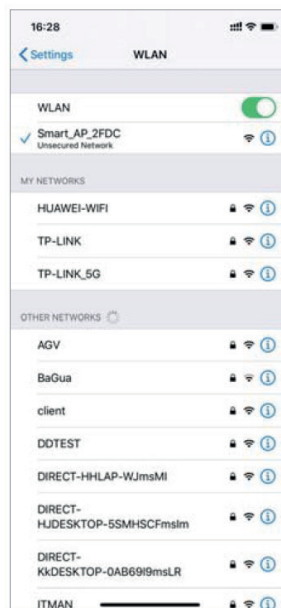 16:28
Settings
WLAN
WLAN
Smart_AP_2FDC
Unsecured Network
MY NETWORKS
HUAWEI-WIFI
TP-LINK
TP-LINK_5G
OTHER NETWORKS
AGV
BaGua
client
DDTEST
DIRECT-HHLAP-WJmsMI
DIRECT-
HJDESKTOP-5SMHSCFmsIm
DIRECT-
KkDESKTOP-0AB69I9msLR
ITMAN